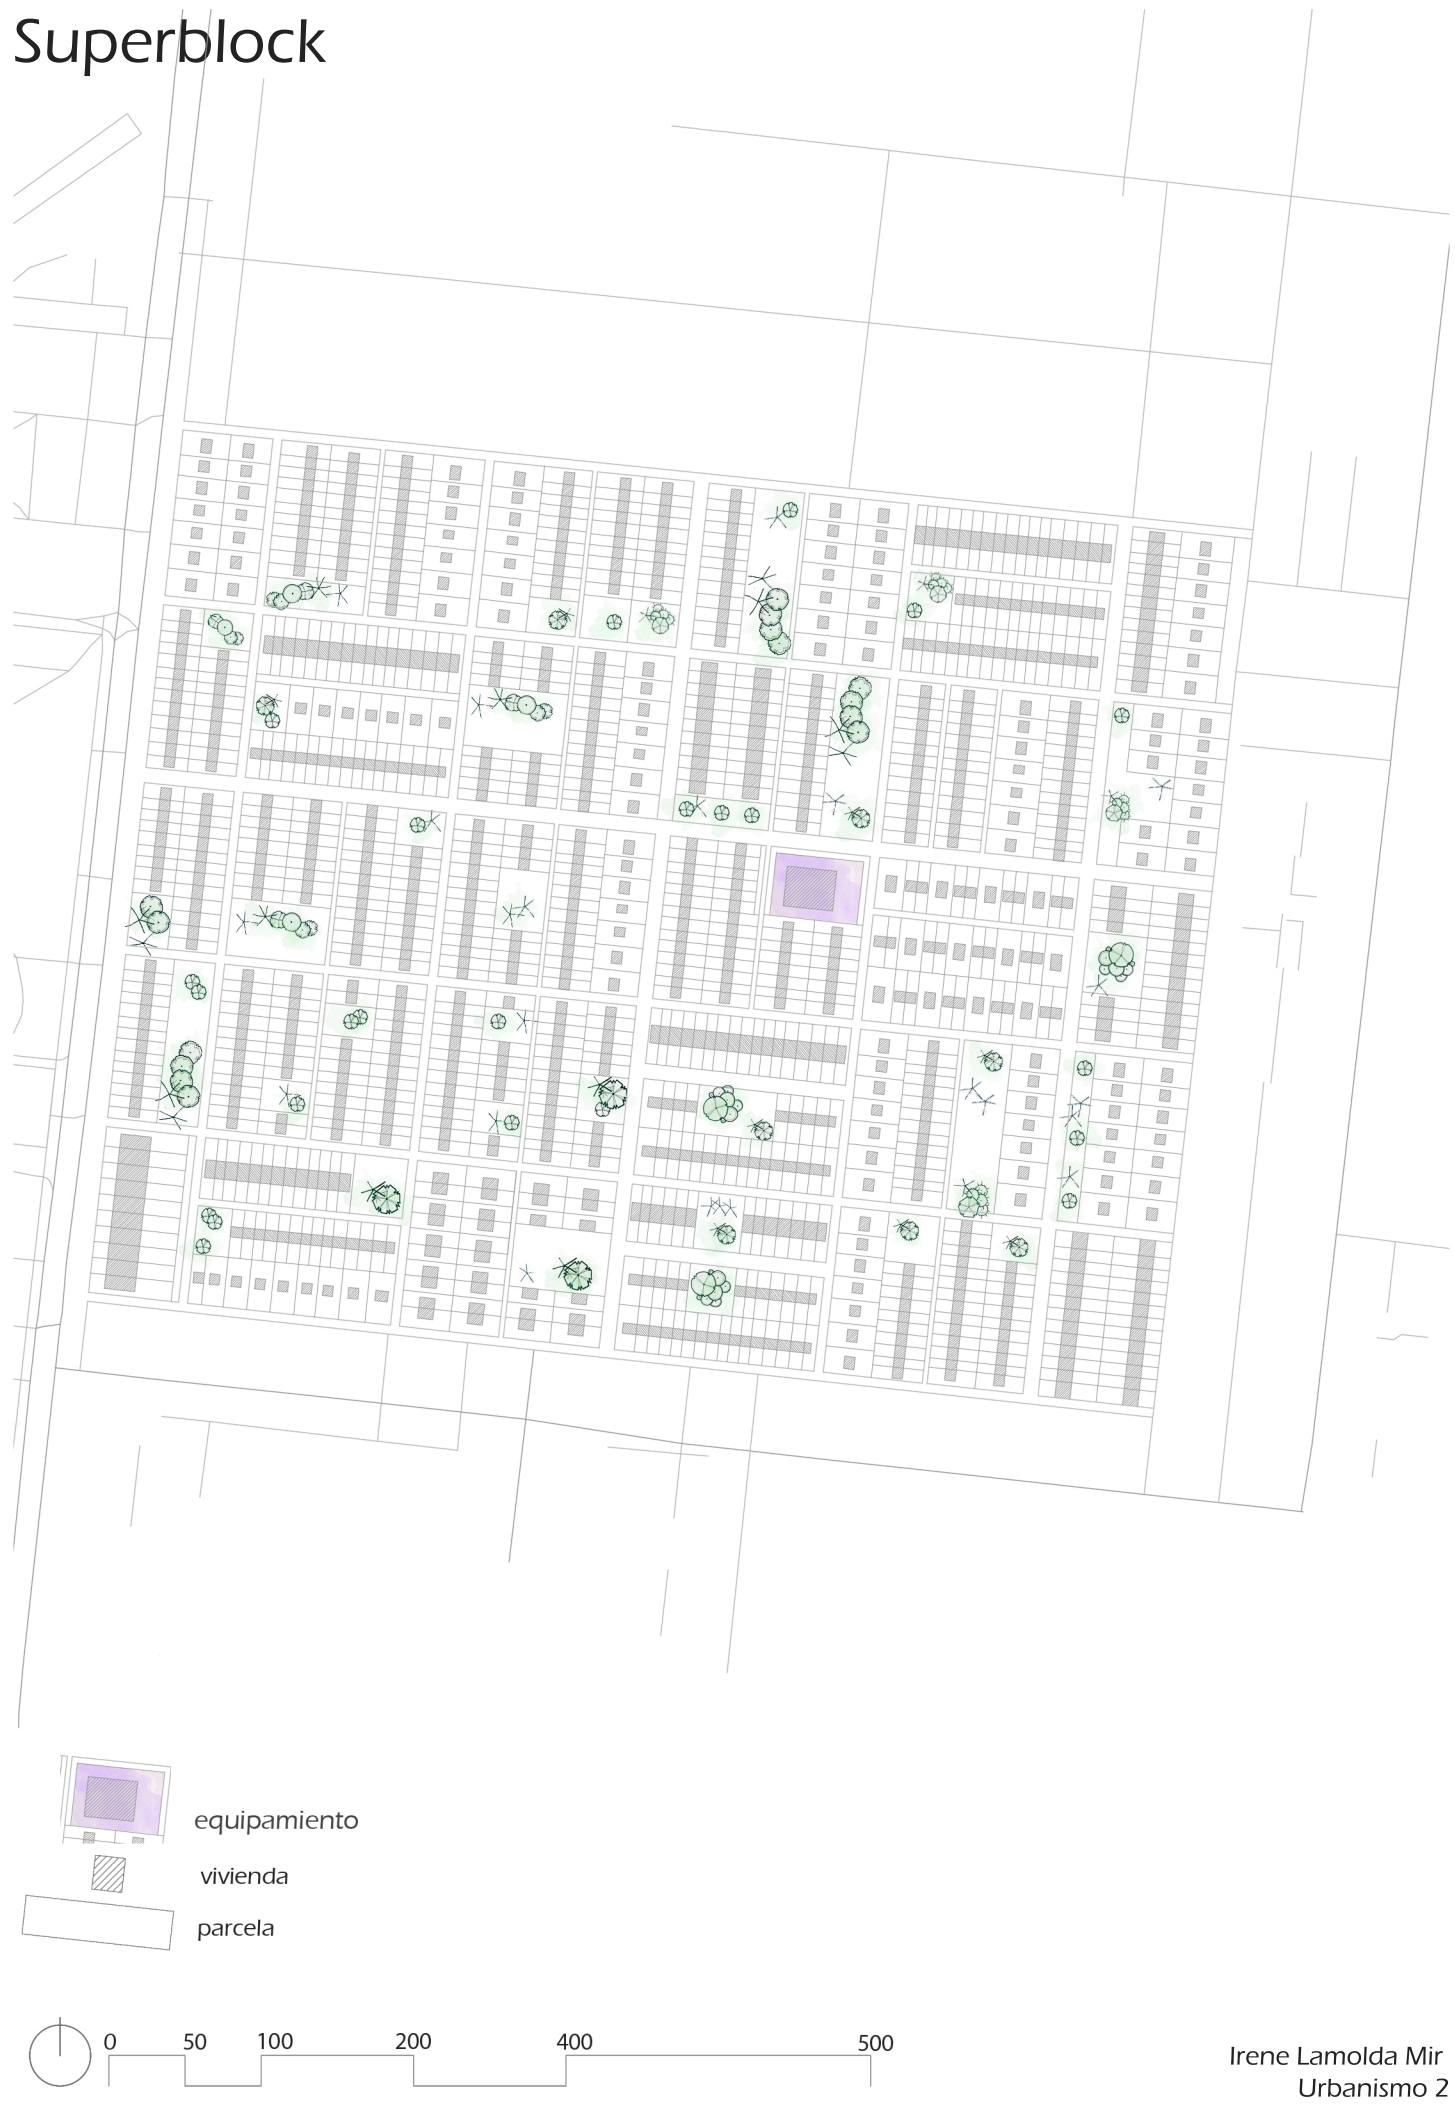 Superblock
equipamiento
vivienda
parcela
0 50 100 200 400 500
Irene Lamolda Mir
Urbanismo 2